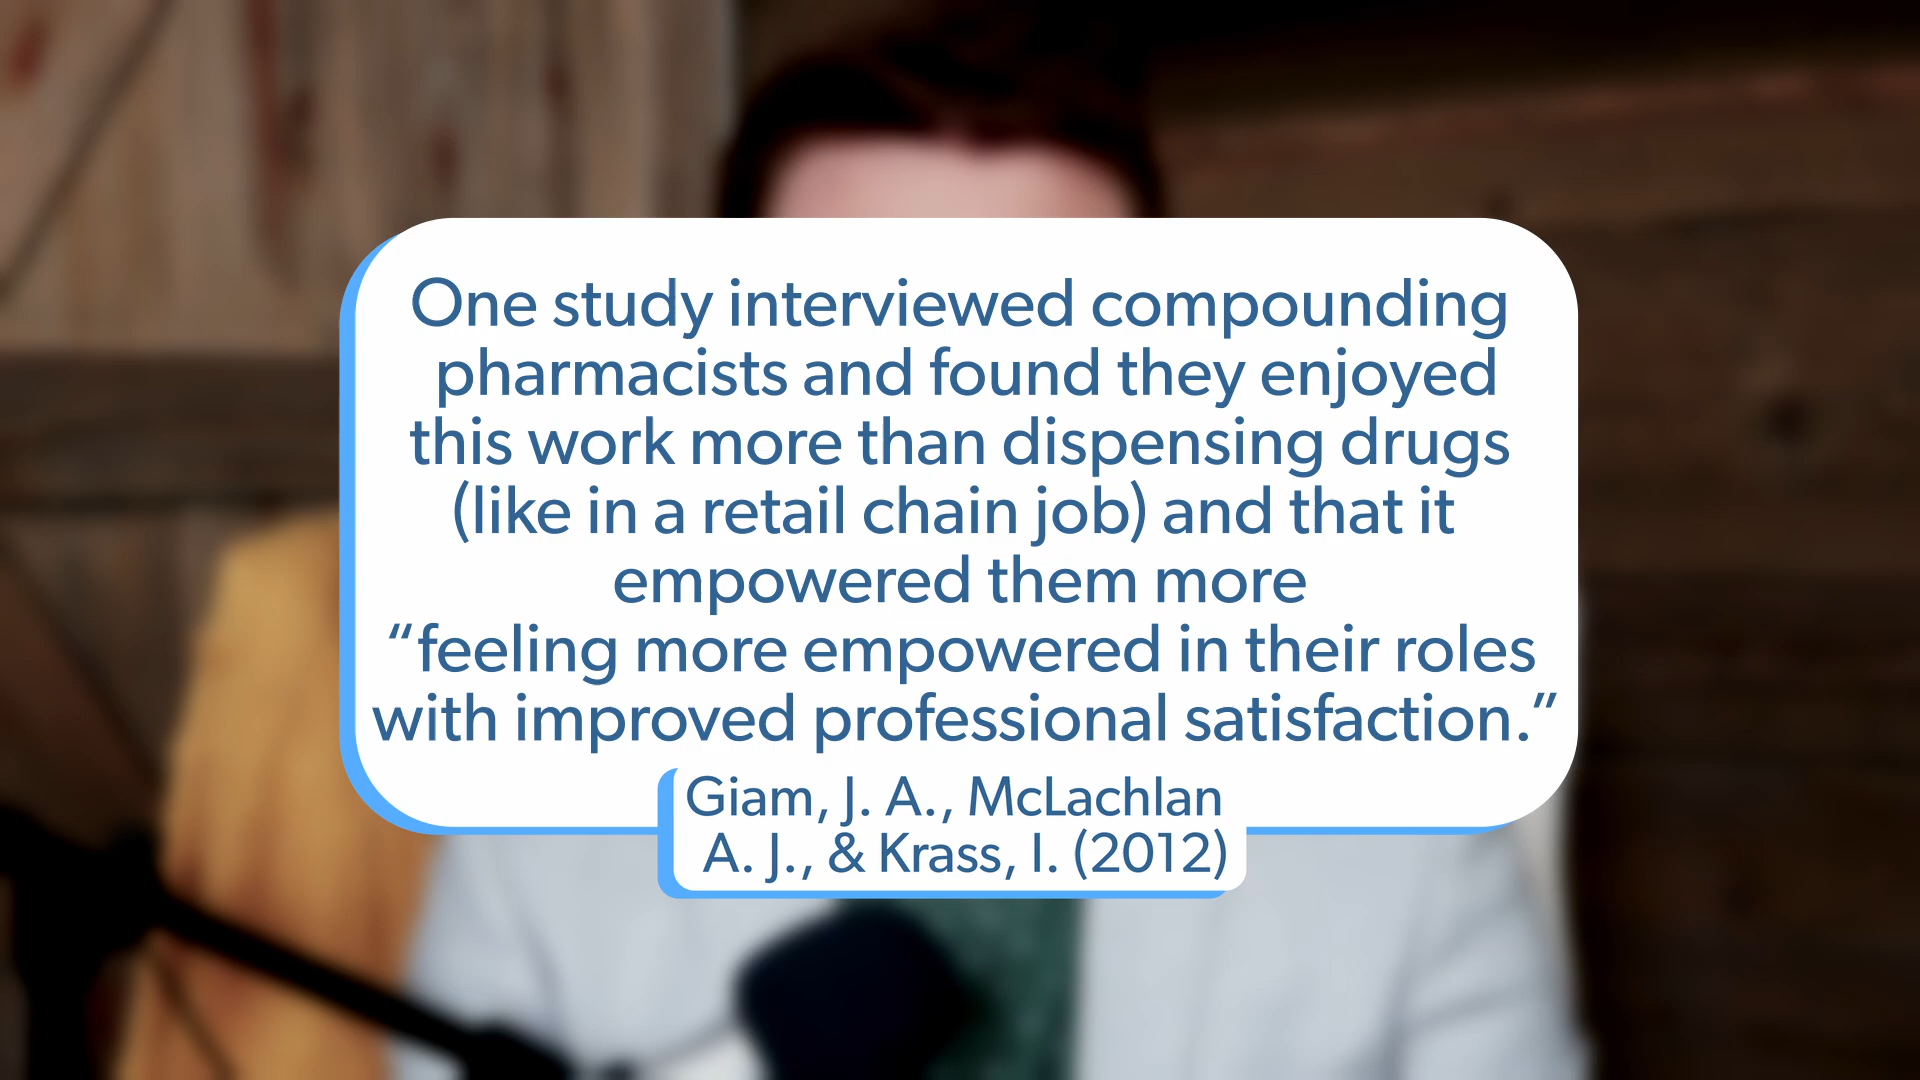 One study interviewed compounding
pharmacists and found they enjoyed
this work more than dispensing drugs
(like in a retail chain job) and that it
empowered them more
“feeling more empowered in their roles
with improved professional satisfaction.”
Giam, J. A., McLachlan
A. J., & Krass, I. (2012)